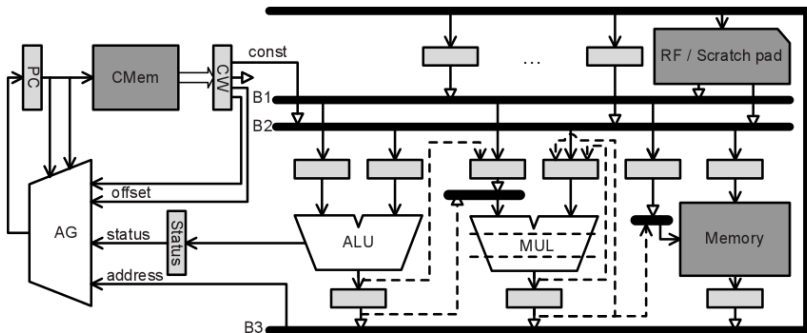 const
PC
CMem
CW
...
RF / Scratch pad
B1
B2
offset
AG
status
Status
ALU
MUL
Memory
address
B3